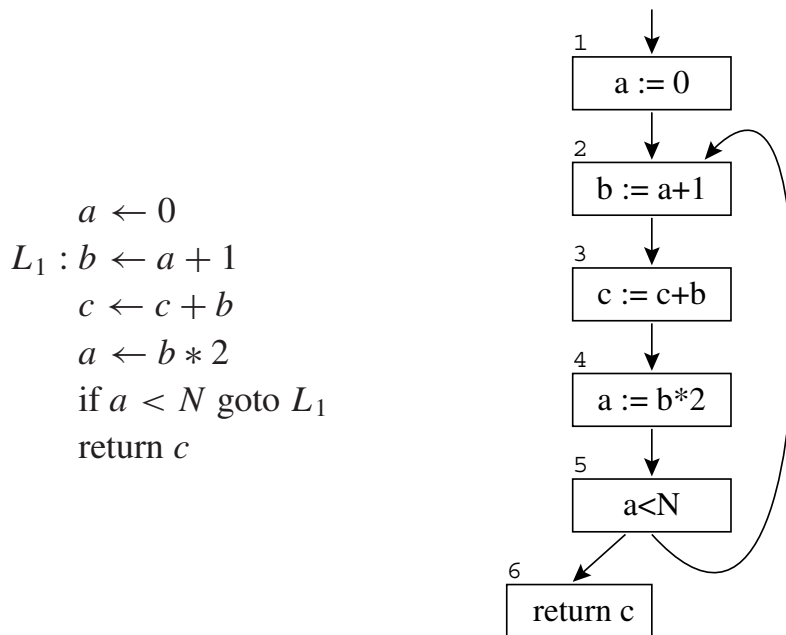 a ← 0
L₁ : b ← a + 1
c ← c + b
a ← b ∗ 2
if a < N goto L₁
return c
1
a := 0
2
b := a+1
3
c := c+b
4
a := b*2
5
a<N
6
return c